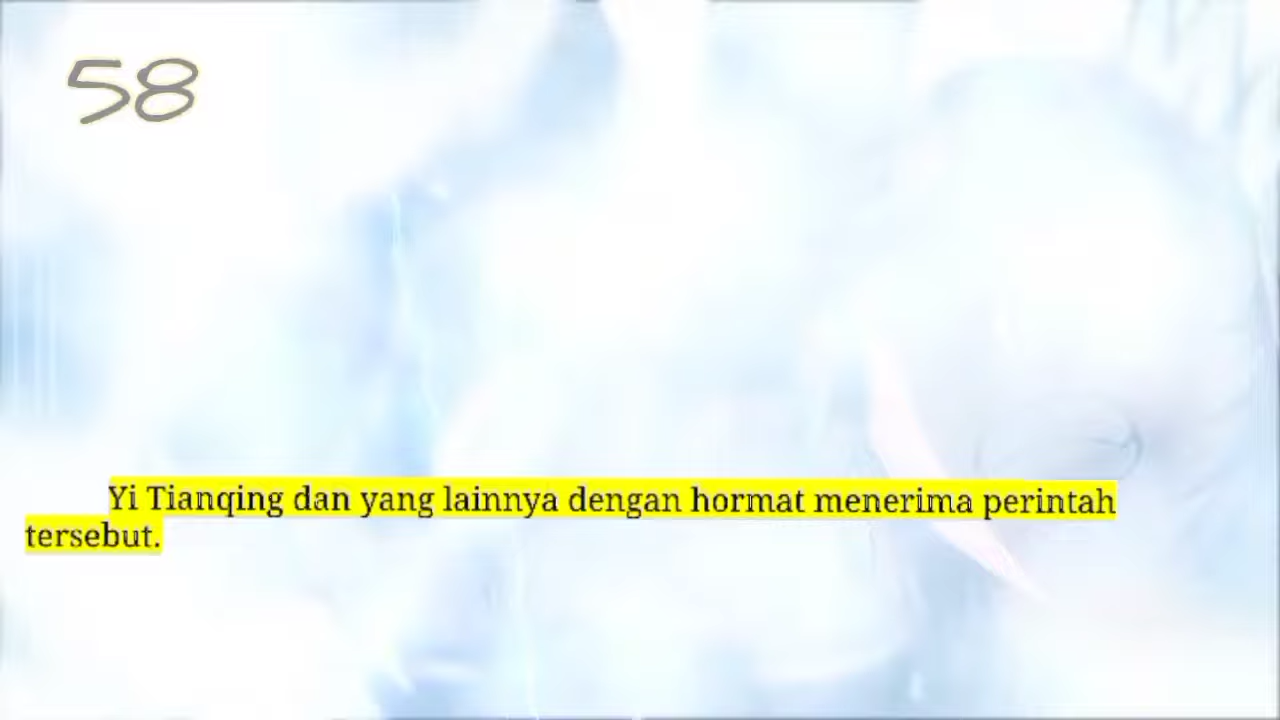 58
Yi Tianqing dan yang lainnya dengan hormat menerima perintah
tersebut.